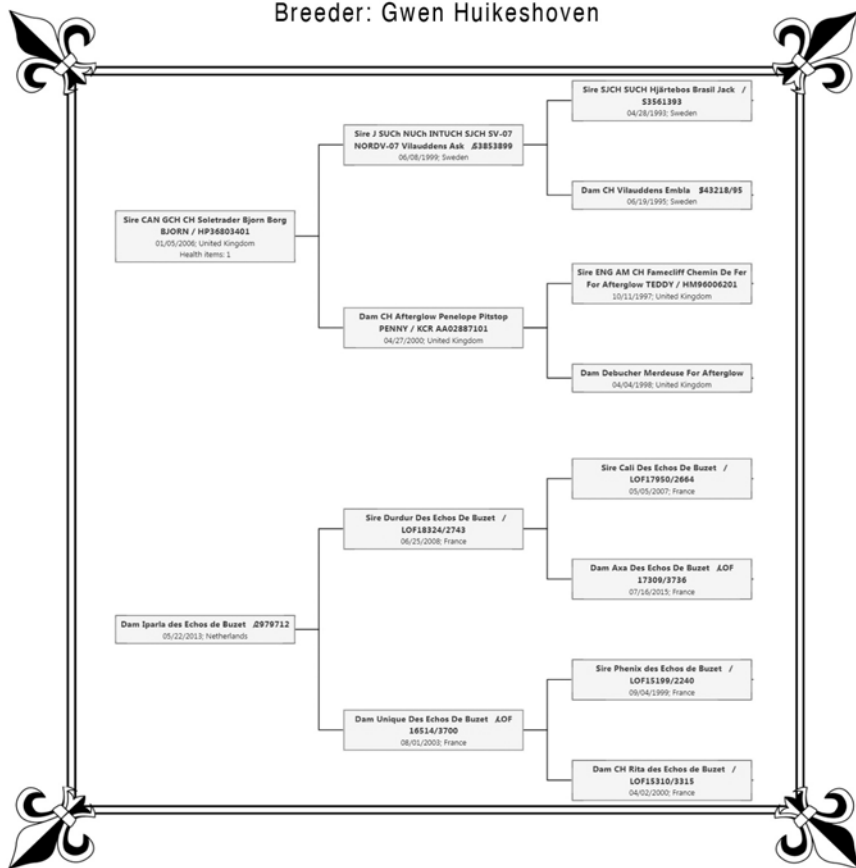 Breeder: Gwen Huikeshoven
Sire SJCH SUCH Hjärtebos Brasil Jack /
S3561393
04/28/1993; Sweden
Sire J SUCh NUCh INTUCH SJCH SV-07
NORDV-07 Vilauddens Ask /S3853899
06/08/1999; Sweden
Dam CH Vilauddens Embla S43218/95
06/19/1995; Sweden
Sire CAN GCH CH Soletrader Bjorn Borg
BJORN / HP36803401
01/05/2006; United Kingdom
Health items: 1
Sire ENG AM CH Famecliff Chemin De Fer
For Afterglow TEDDY / HM96006201
10/11/1997; United Kingdom
Dam CH Afterglow Penelope Pitstop
PENNY / KCR AA02887101
04/27/2000; United Kingdom
Dam Debucher Merdeuse For Afterglow
04/04/1998; United Kingdom
Sire Cali Des Echos De Buzet /
LOF17950/2664
05/05/2007; France
Sire Durdur Des Echos De Buzet /
LOF18324/2743
06/25/2008; France
Dam Axa Des Echos De Buzet /LOF
17309/3736
07/16/2015; France
Dam Iparla des Echos de Buzet /2979712
05/22/2013; Netherlands
Sire Phenix des Echos de Buzet /
LOF15199/2240
09/04/1999; France
Dam Unique Des Echos De Buzet /LOF
16514/3700
08/01/2003; France
Dam CH Rita des Echos de Buzet /
LOF15310/3315
04/02/2000; France